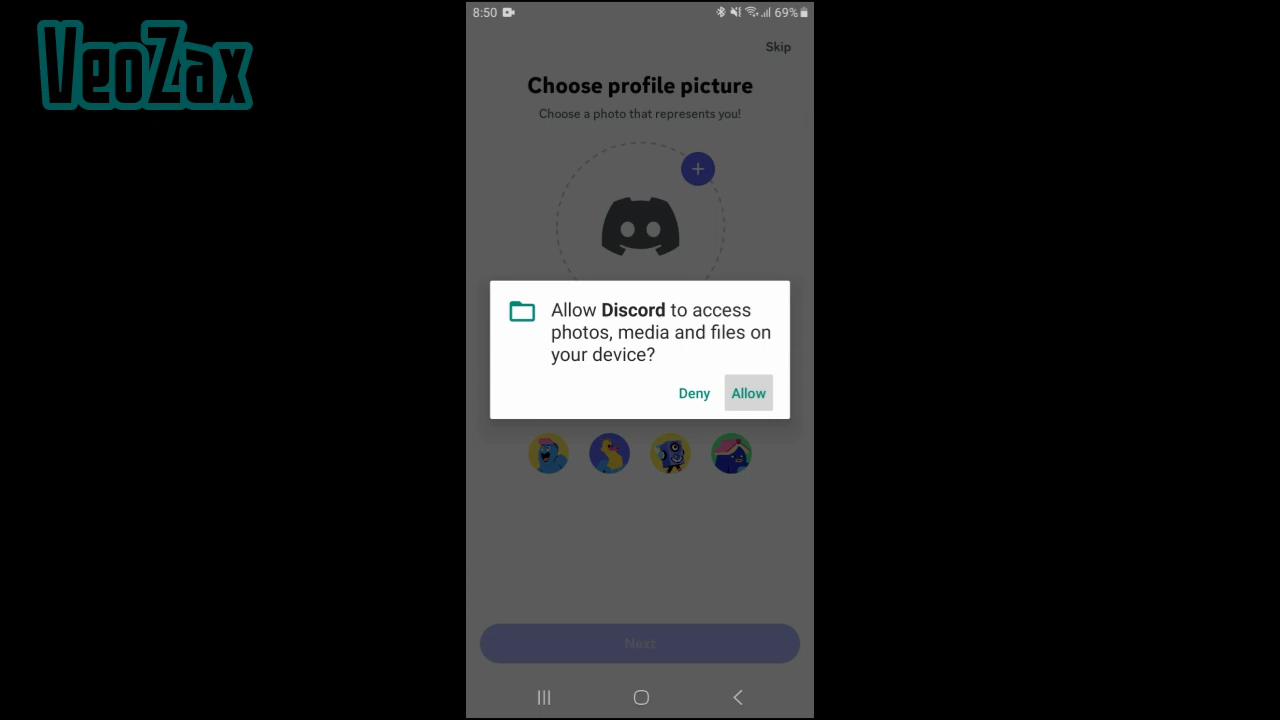 VeoZax
8:50
69%
Skip
Choose profile picture
Choose a photo that represents you!
Allow Discord to access
photos, media and files on
your device?
Deny Allow
Next